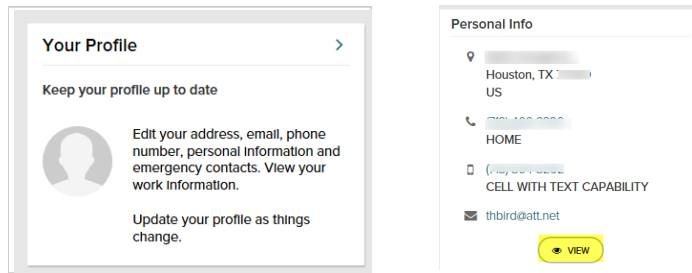 Your Profile
Keep your profile up to date
Edit your address, email, phone
number, personal information and
emergency contacts. View your
work information.
Update your profile as things
change.
Personal Info
Houston, TX
US
HOME
CELL WITH TEXT CAPABILITY
thbird@att.net
VIEW